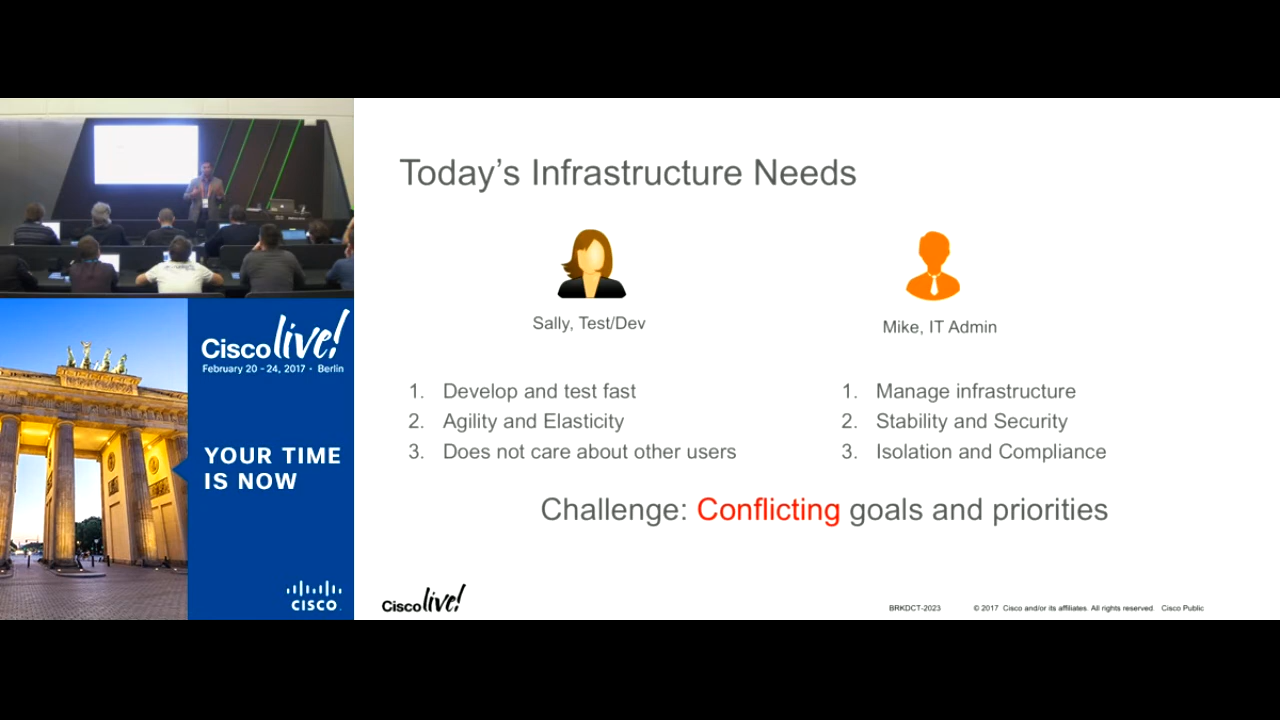 Today's Infrastructure Needs
Sally, Test/Dev
Mike, IT Admin
1. Develop and test fast
2. Agility and Elasticity
3. Does not care about other users
1. Manage infrastructure
2. Stability and Security
3. Isolation and Compliance
Challenge: Conflicting goals and priorities
Cisco live!
BRKDCT-2023
© 2017 Cisco and/or its affiliates. All rights reserved. Cisco Public
Cisco live!
February 20 - 24, 2017 · Berlin
YOUR TIME
IS NOW
CISCO